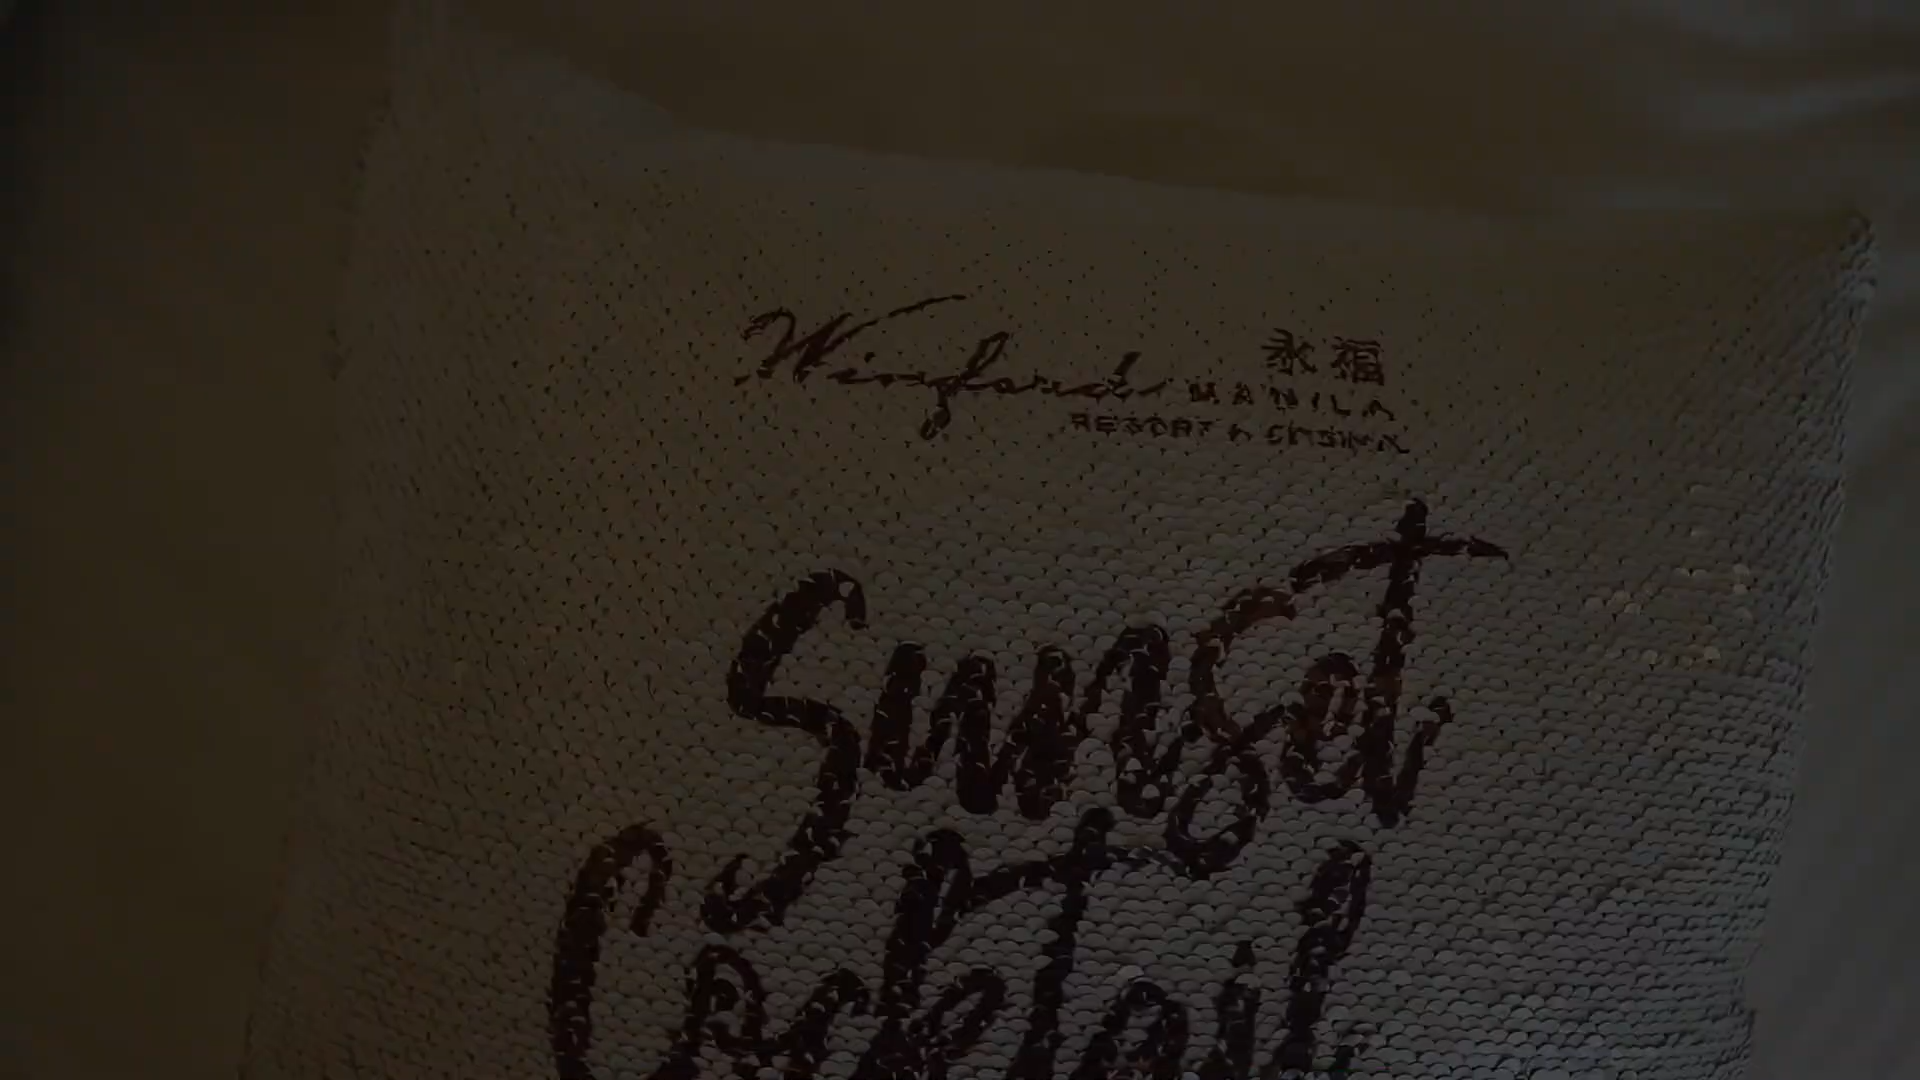 永福
Winford MANILA
RESORT & CASINO
Sunset
Cocktail